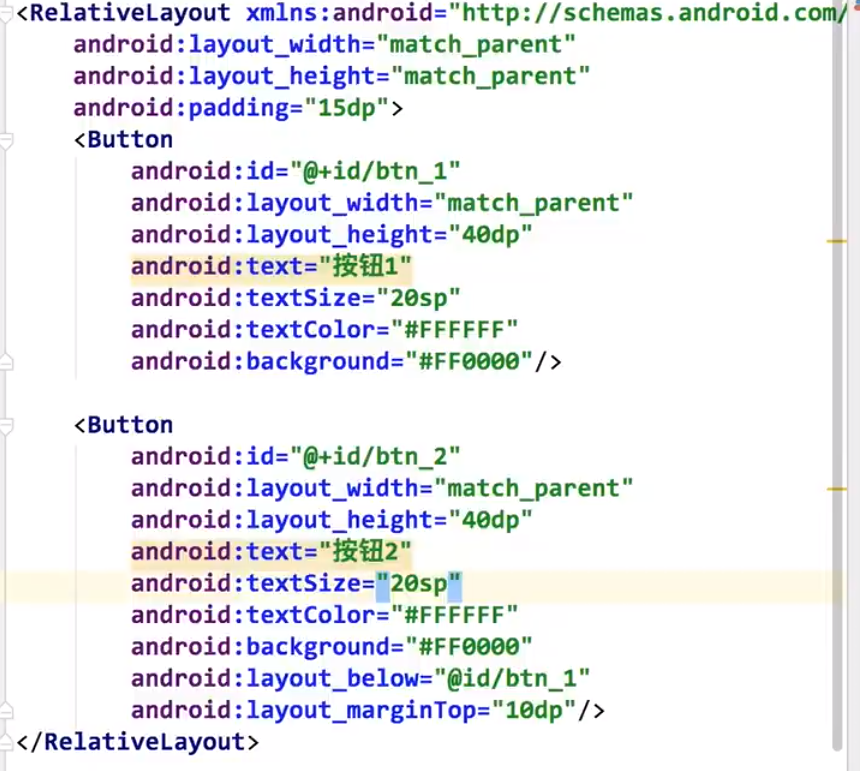 <RelativeLayout xmlns:android="http://schemas.android.com/
android:layout_width="match_parent"
android:layout_height="match_parent"
android:padding="15dp">
<Button
android:id="@+id/btn_1"
android:layout_width="match_parent"
android:layout_height="40dp"
android:text="按钮1"
android:textSize="20sp"
android:textColor="#FFFFFF"
android:background="#FF0000"/>
<Button
android:id="@+id/btn_2"
android:layout_width="match_parent"
android:layout_height="40dp"
android:text="按钮2"
android:textSize="20sp"
android:textColor="#FFFFFF"
android:background="#FF0000"
android:layout_below="@id/btn_1"
android:layout_marginTop="10dp"/>
</RelativeLayout>